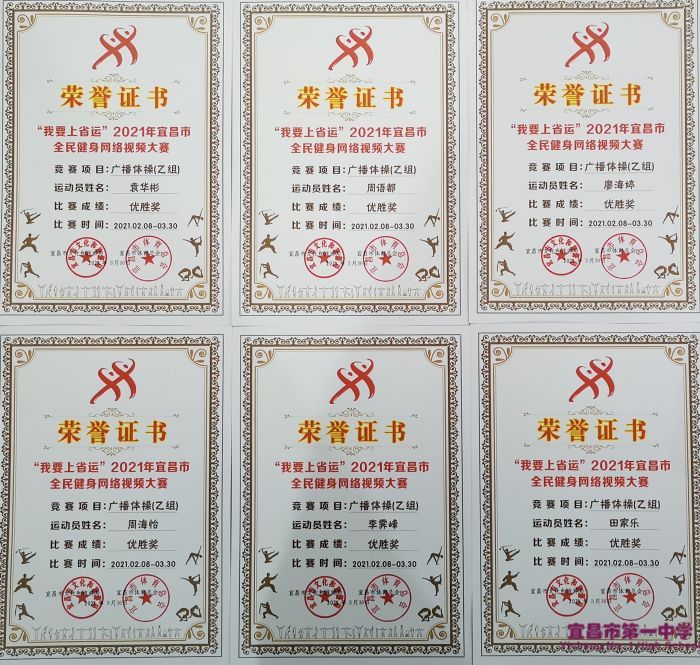 荣誉证书
“我要上省运”2021年宜昌市
全民健身网络视频大赛
竞赛项目:广播体操(乙组)
运动员姓名: 袁华彬
比赛成绩: 优胜奖
比赛时间: 2021.02.08-03.30
荣誉证书
“我要上省运”2021年宜昌市
全民健身网络视频大赛
竞赛项目:广播体操(乙组)
运动员姓名: 周语都
比赛成绩: 优胜奖
比赛时间: 2021.02.08-03.30
荣誉证书
“我要上省运”2021年宜昌市
全民健身网络视频大赛
竞赛项目:广播体操(乙组)
运动员姓名: 廖海婷
比赛成绩: 优胜奖
比赛时间: 2021.02.08-03.30
荣誉证书
“我要上省运”2021年宜昌市
全民健身网络视频大赛
竞赛项目:广播体操(乙组)
运动员姓名: 周海怡
比赛成绩: 优胜奖
比赛时间: 2021.02.08-03.30
荣誉证书
“我要上省运”2021年宜昌市
全民健身网络视频大赛
竞赛项目:广播体操(乙组)
运动员姓名: 李霁峰
比赛成绩: 优胜奖
比赛时间: 2021.02.08-03.30
荣誉证书
“我要上省运”2021年宜昌市
全民健身网络视频大赛
竞赛项目:广播体操(乙组)
运动员姓名: 田家乐
比赛成绩: 优胜奖
比赛时间: 2021.02.08-03.30
宜昌市第一中学